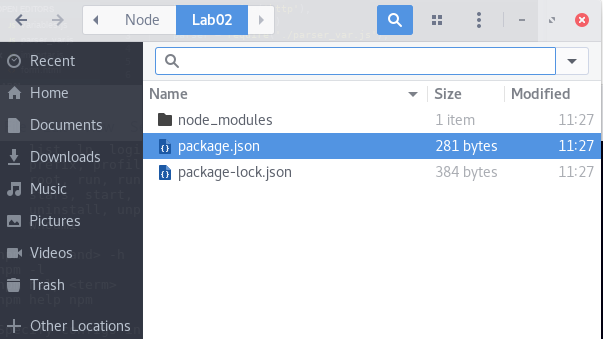 Node Lab02
Recent
Home
Documents
Downloads
Music
Pictures
Videos
Trash
Other Locations
Name Size Modified
node_modules 1 item 11:27
package.json 281 bytes 11:27
package-lock.json 384 bytes 11:27